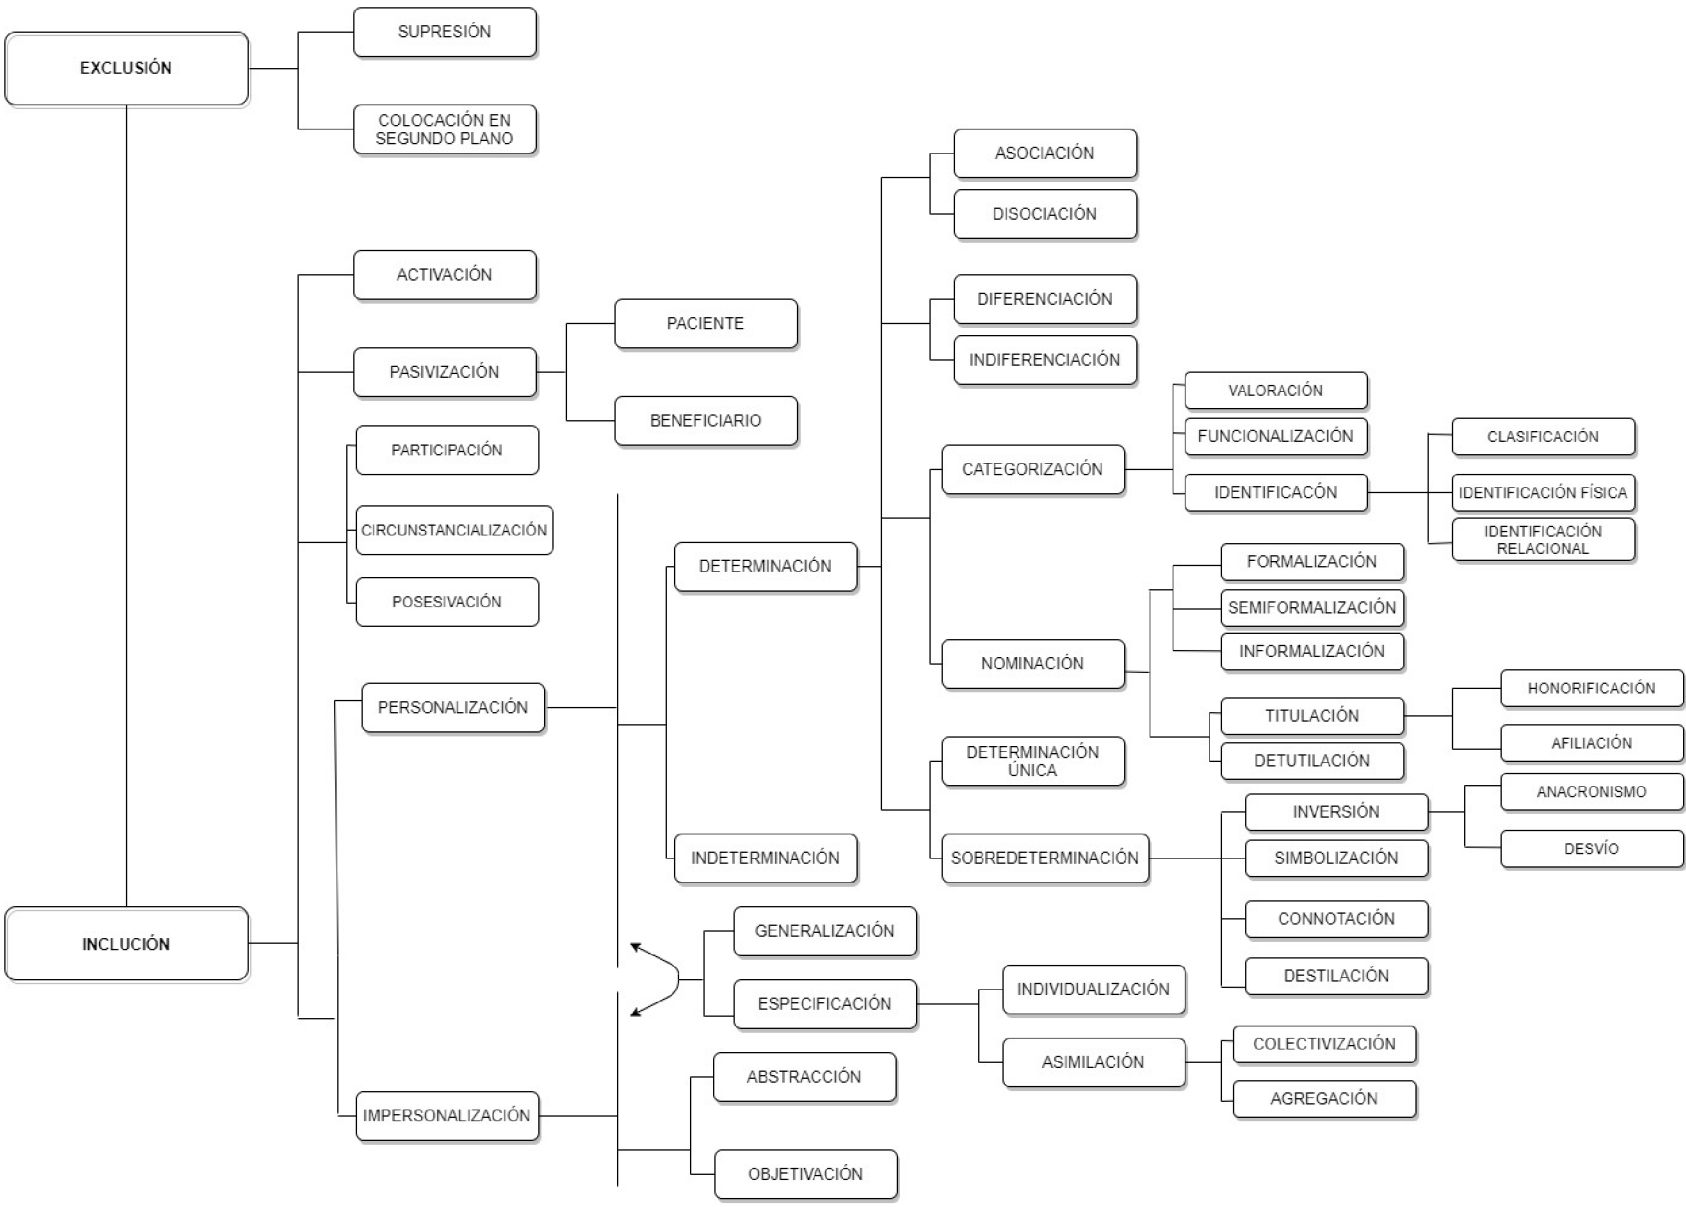 EXCLUSIÓN
SUPRESIÓN
COLOCACIÓN EN
SEGUNDO PLANO
INCLUCIÓN
ACTIVACIÓN
PASIVIZACIÓN
PACIENTE
BENEFICIARIO
PARTICIPACIÓN
CIRCUNSTANCIALIZACIÓN
POSESIVACIÓN
PERSONALIZACIÓN
DETERMINACIÓN
ASOCIACIÓN
DISOCIACIÓN
DIFERENCIACIÓN
INDIFERENCIACIÓN
CATEGORIZACIÓN
VALORACIÓN
FUNCIONALIZACIÓN
IDENTIFICACÓN
CLASIFICACIÓN
IDENTIFICACIÓN FÍSICA
IDENTIFICACIÓN
RELACIONAL
NOMINACIÓN
FORMALIZACIÓN
SEMIFORMALIZACIÓN
INFORMALIZACIÓN
TITULACIÓN
HONORIFICACIÓN
AFILIACIÓN
DETUTILACIÓN
DETERMINACIÓN
ÚNICA
SOBREDETERMINACIÓN
INVERSIÓN
ANACRONISMO
DESVÍO
SIMBOLIZACIÓN
CONNOTACIÓN
DESTILACIÓN
INDETERMINACIÓN
GENERALIZACIÓN
ESPECIFICACIÓN
INDIVIDUALIZACIÓN
ASIMILACIÓN
COLECTIVIZACIÓN
AGREGACIÓN
IMPERSONALIZACIÓN
ABSTRACCIÓN
OBJETIVACIÓN